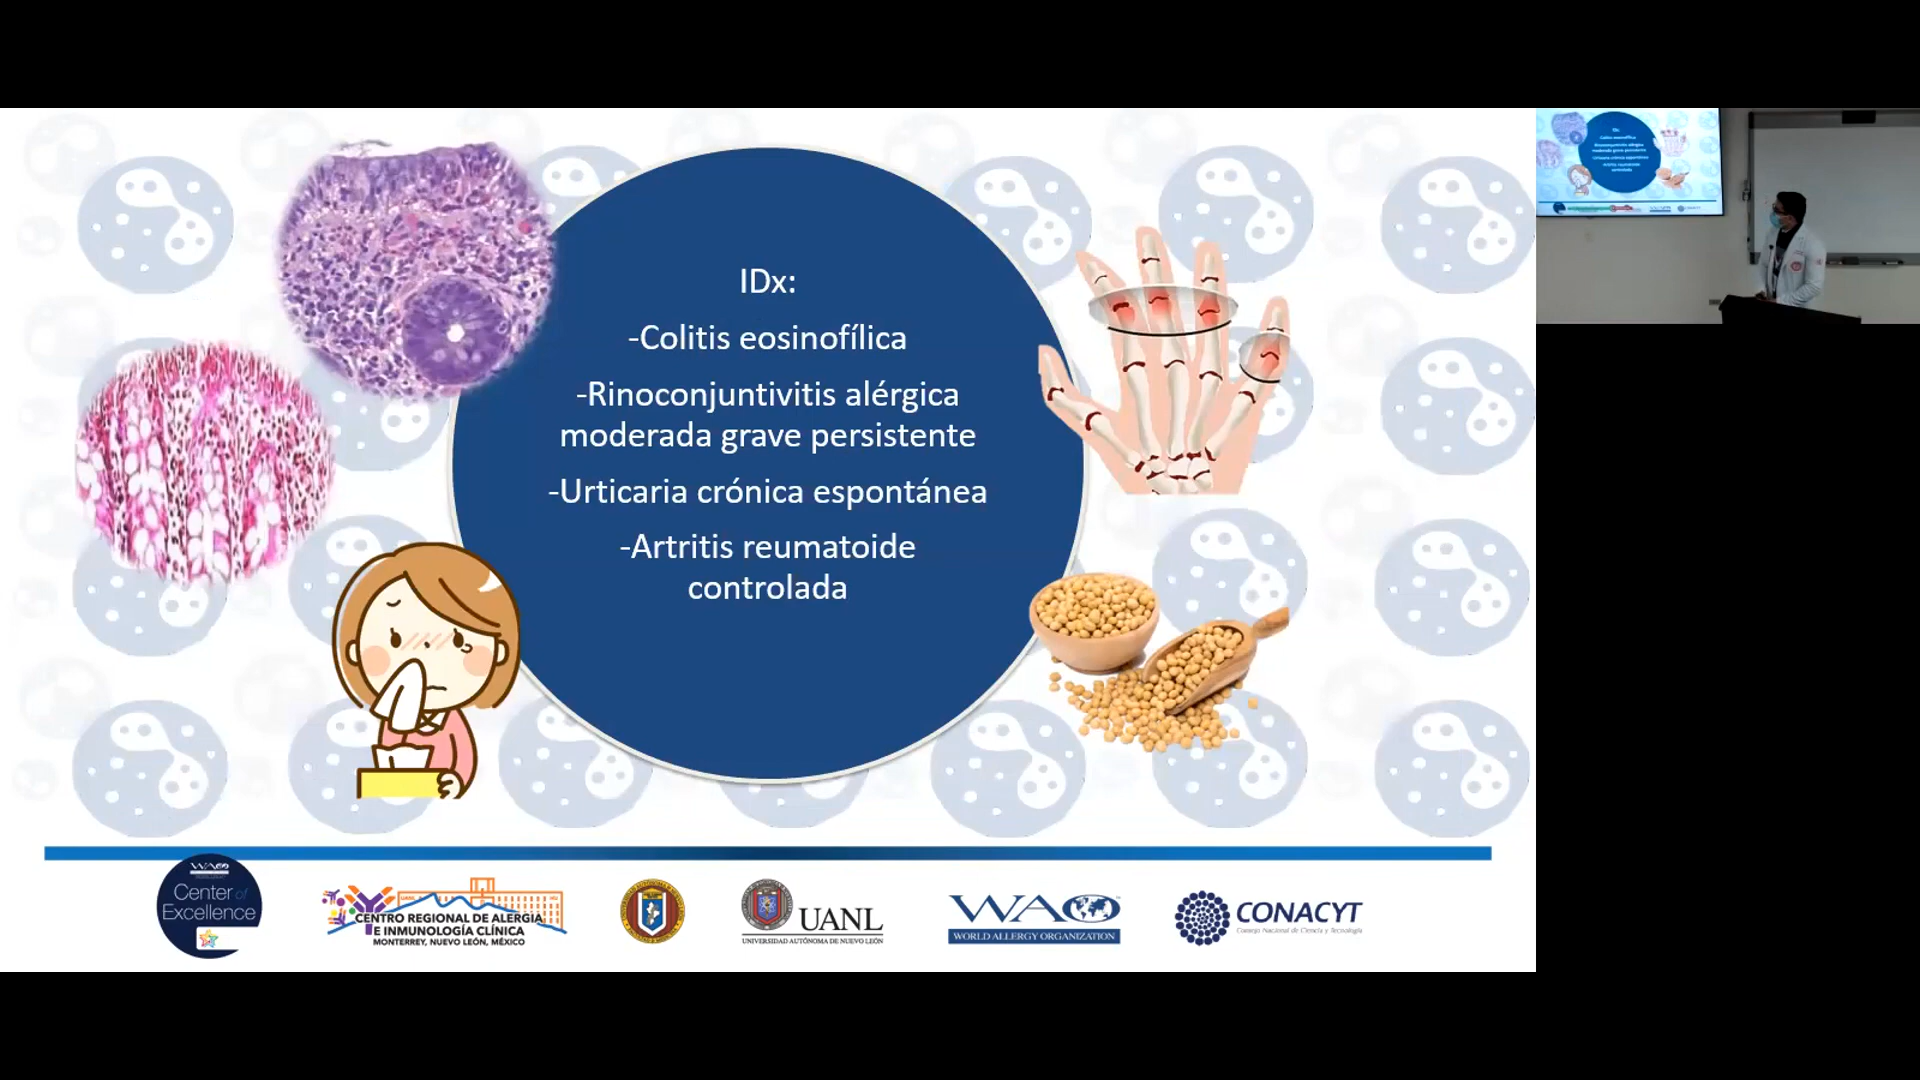 IDx:
-Colitis eosinofílica
-Rinoconjuntivitis alérgica
moderada grave persistente
-Urticaria crónica espontánea
-Artritis reumatoide
controlada
WAO
Center of
Excellence
CENTRO REGIONAL DE ALERGIA
E INMUNOLOGÍA CLÍNICA
MONTERREY, NUEVO LEÓN, MÉXICO
UANL
UNIVERSIDAD AUTÓNOMA DE NUEVO LEÓN
WAO
WORLD ALLERGY ORGANIZATION
CONACYT
Consejo Nacional de Ciencia y Tecnología